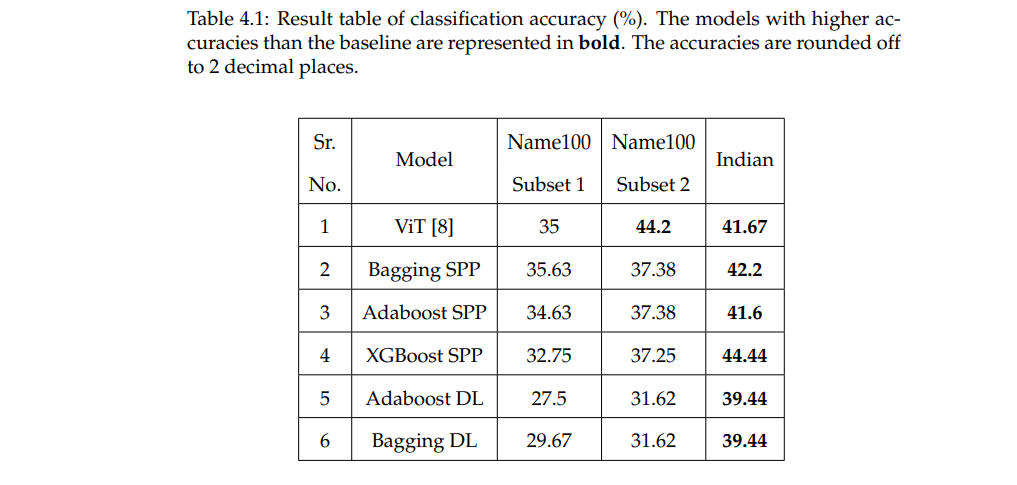 Table 4.1: Result table of classification accuracy (%). The models with higher ac-
curacies than the baseline are represented in bold. The accuracies are rounded off
to 2 decimal places.
Sr. No. Model Name100 Subset 1 Name100 Subset 2 Indian
1 ViT [8] 35 44.2 41.67
2 Bagging SPP 35.63 37.38 42.2
3 Adaboost SPP 34.63 37.38 41.6
4 XGBoost SPP 32.75 37.25 44.44
5 Adaboost DL 27.5 31.62 39.44
6 Bagging DL 29.67 31.62 39.44